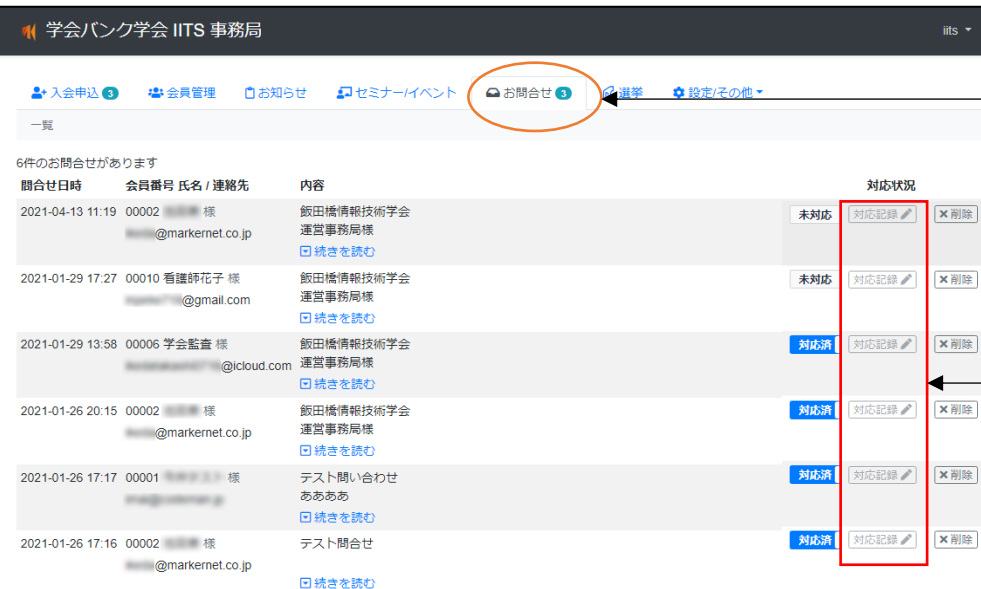 学会バンク学会 IITS 事務局
iits
入会申込 3 会員管理 お知らせ セミナー/イベント お問合せ 3 選挙 設定/その他
一覧
6件のお問合せがあります
問合せ日時 会員番号 氏名 / 連絡先 内容 対応状況
2021-04-13 11:19 00002 様 飯田橋情報技術学会 未対応 対応記録 ×削除
@markernet.co.jp 運営事務局様
続きを読む
2021-01-29 17:27 00010 看護師花子 様 飯田橋情報技術学会 未対応 対応記録 ×削除
@gmail.com 運営事務局様
続きを読む
2021-01-29 13:58 00006 学会監査 様 飯田橋情報技術学会 対応済 対応記録 ×削除
@icloud.com 運営事務局様
続きを読む
2021-01-26 20:15 00002 様 飯田橋情報技術学会 対応済 対応記録 ×削除
@markernet.co.jp 運営事務局様
続きを読む
2021-01-26 17:17 00001 様 テスト問い合わせ 対応済 対応記録 ×削除
ああああ
続きを読む
2021-01-26 17:16 00002 様 テスト問合せ 対応済 対応記録 ×削除
@markernet.co.jp
続きを読む